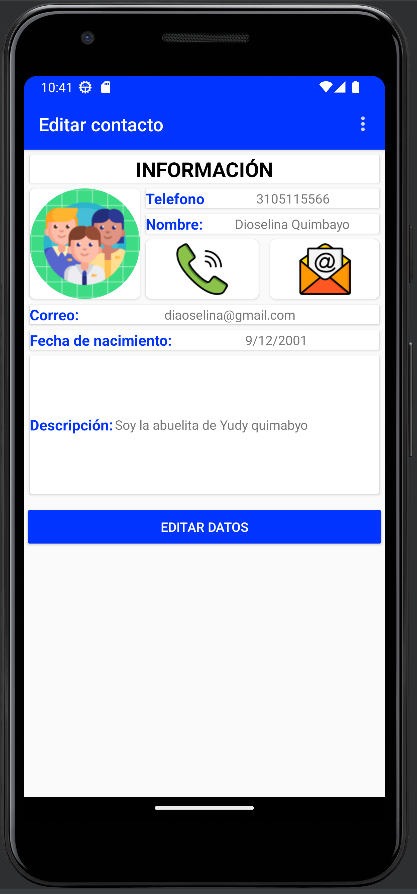 10:41
Editar contacto
INFORMACIÓN
Telefono 3105115566
Nombre: Dioselina Quimbayo
@
Correo: diaoselina@gmail.com
Fecha de nacimiento: 9/12/2001
Descripción: Soy la abuelita de Yudy quimabyo
EDITAR DATOS